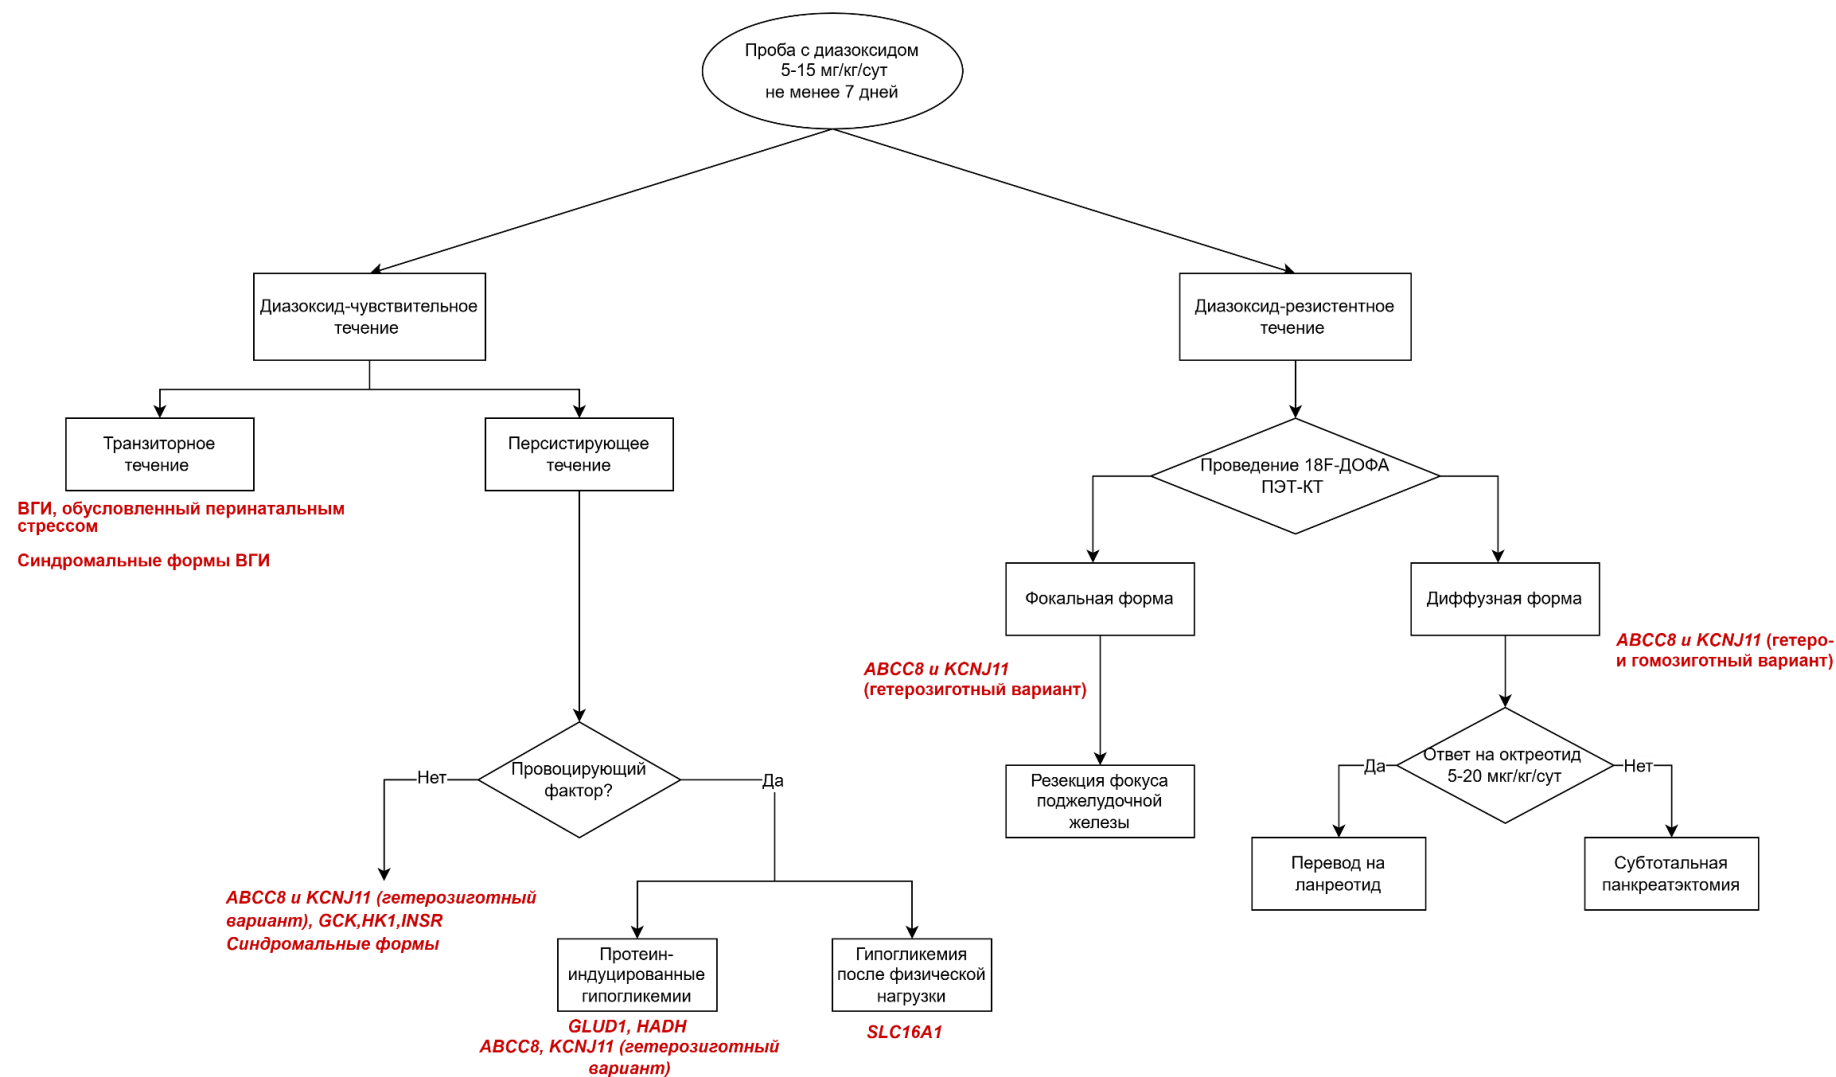 Проба с диазоксидом
5-15 мг/кг/сут
не менее 7 дней
Диазоксид-чувствительное
течение
Диазоксид-резистентное
течение
Транзиторное
течение
Персистирующее
течение
ВГИ, обусловленный перинатальным
стрессом
Синдромальные формы ВГИ
Проведение 18F-ДОФА
ПЭТ-КТ
Фокальная форма
Диффузная форма
ABCC8 и KCNJ11
(гетерозиготный вариант)
ABCC8 и KCNJ11 (гетеро-
и гомозиготный вариант)
Провоцирующий
фактор?
Нет
Да
Резекция фокуса
поджелудочной
железы
Ответ на октреотид
5-20 мкг/кг/сут
Да
Нет
Перевод на
ланреотид
Субтотальная
панкреатэктомия
ABCC8 и KCNJ11 (гетерозиготный
вариант), GCK,HK1,INSR
Синдромальные формы
Протеин-
индуцированные
гипогликемии
Гипогликемия
после физической
нагрузки
GLUD1, HADH
ABCC8, KCNJ11 (гетерозиготный
вариант)
SLC16A1